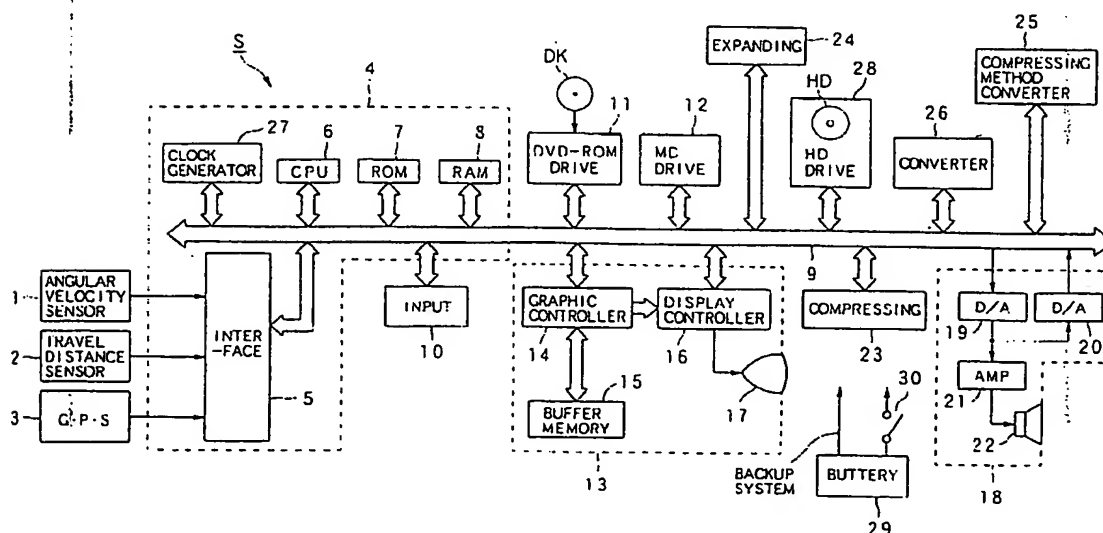 S
4
DK
EXPANDING
24
25
COMPRESSING
METHOD
CONVERTER
27
6
7
8
11
12
HD
28
26
CLOCK
GENERATOR
CPU
ROM
RAM
DVD-ROM
DRIVE
MD
DRIVE
HD
DRIVE
CONVERTER
9
1
ANGULAR
VELOCITY
SENSOR
2
TRAVEL
DISTANCE
SENSOR
3
G·P·S
INTER
-FACE
5
INPUT
10
GRAPHIC
CONTROLLER
14
DISPLAY
CONTROLLER
16
COMPRESSING
23
D/A
19
D/A
20
15
BUFFER
MEMORY
17
13
30
BACKUP
SYSTEM
BUTTERY
29
AMP
21
22
18